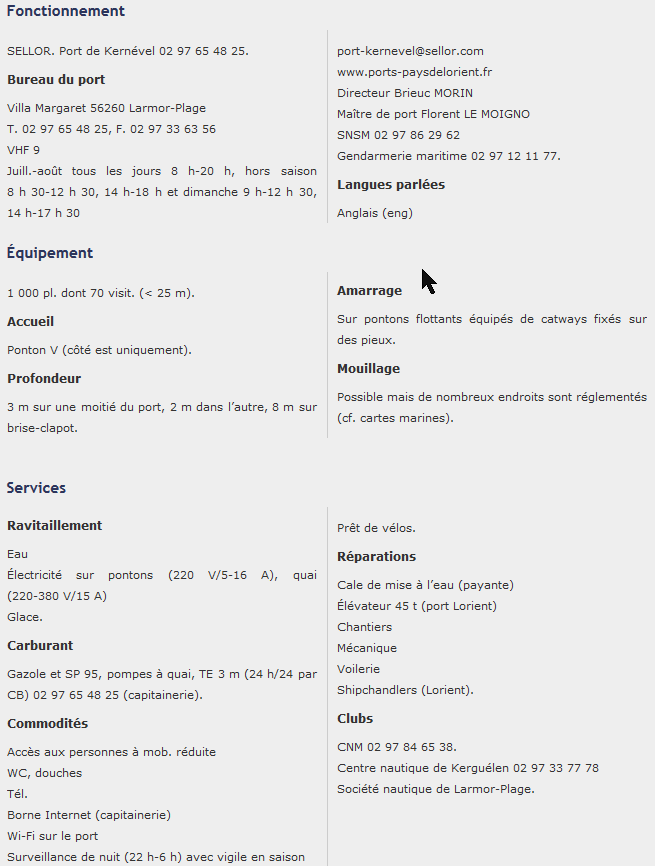 Fonctionnement
SELLOR. Port de Kernével 02 97 65 48 25.
Bureau du port
Villa Margaret 56260 Larmor-Plage
T. 02 97 65 48 25, F. 02 97 33 63 56
VHF 9
Juill.-août tous les jours 8 h-20 h, hors saison
8 h 30-12 h 30, 14 h-18 h et dimanche 9 h-12 h 30,
14 h-17 h 30
port-kernevel@sellor.com
www.ports-paysdelorient.fr
Directeur Brieuc MORIN
Maître de port Florent LE MOIGNO
SNSM 02 97 86 29 62
Gendarmerie maritime 02 97 12 11 77.
Langues parlées
Anglais (eng)
Équipement
1 000 pl. dont 70 visit. (< 25 m).
Accueil
Ponton V (côté est uniquement).
Profondeur
3 m sur une moitié du port, 2 m dans l’autre, 8 m sur
brise-clapot.
Amarrage
Sur pontons flottants équipés de catways fixés sur
des pieux.
Mouillage
Possible mais de nombreux endroits sont réglementés
(cf. cartes marines).
Services
Ravitaillement
Eau
Électricité sur pontons (220 V/5-16 A), quai
(220-380 V/15 A)
Glace.
Carburant
Gazole et SP 95, pompes à quai, TE 3 m (24 h/24 par
CB) 02 97 65 48 25 (capitainerie).
Commodités
Accès aux personnes à mob. réduite
WC, douches
Tél.
Borne Internet (capitainerie)
Wi-Fi sur le port
Surveillance de nuit (22 h-6 h) avec vigile en saison
Prêt de vélos.
Réparations
Cale de mise à l’eau (payante)
Élévateur 45 t (port Lorient)
Chantiers
Mécanique
Voilerie
Shipchandlers (Lorient).
Clubs
CNM 02 97 84 65 38.
Centre nautique de Kerguélen 02 97 33 77 78
Société nautique de Larmor-Plage.